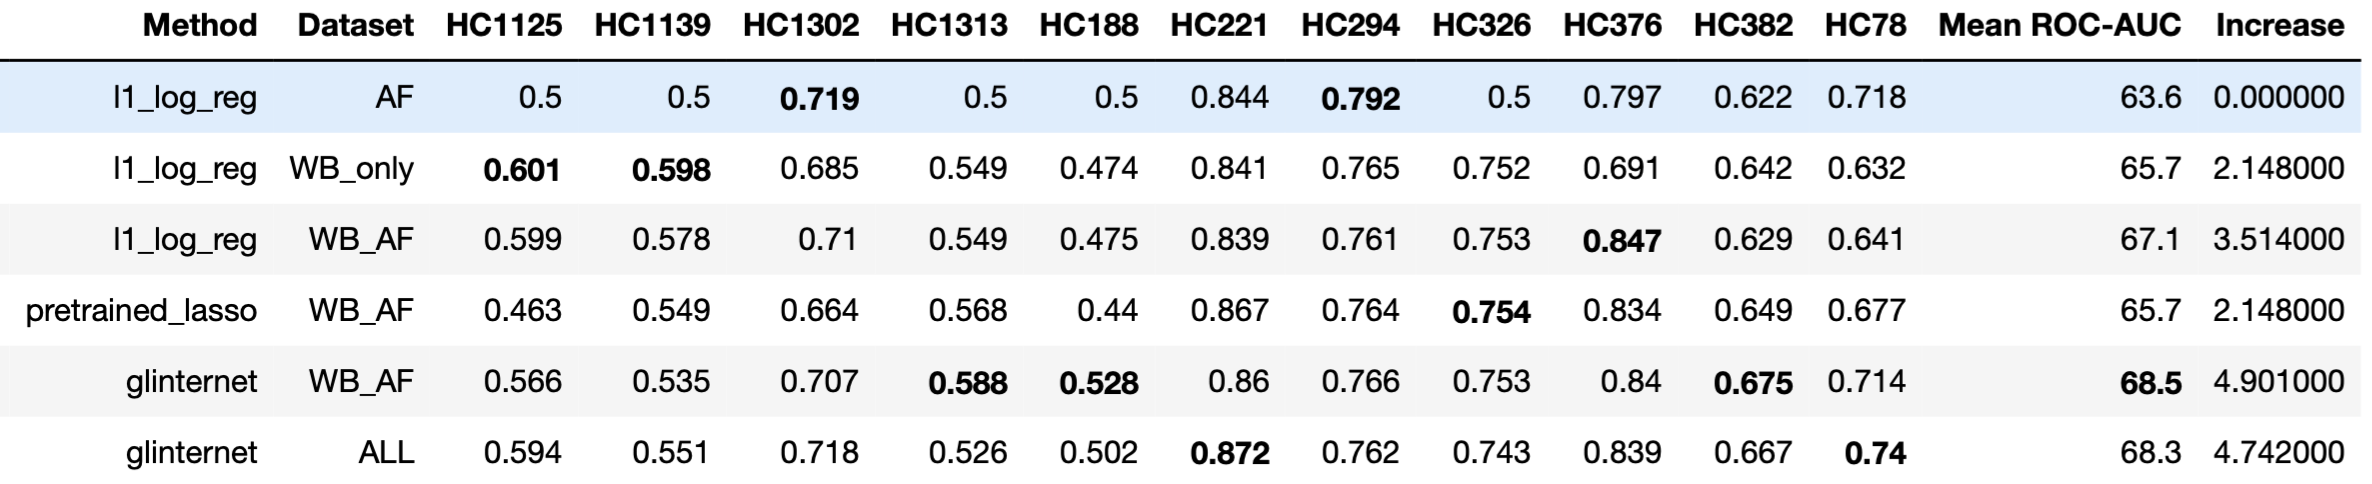 Method Dataset HC1125 HC1139 HC1302 HC1313 HC188 HC221 HC294 HC326 HC376 HC382 HC78 Mean ROC-AUC Increase
l1_log_reg AF 0.5 0.5 0.719 0.5 0.5 0.844 0.792 0.5 0.797 0.622 0.718 63.6 0.000000
l1_log_reg WB_only 0.601 0.598 0.685 0.549 0.474 0.841 0.765 0.752 0.691 0.642 0.632 65.7 2.148000
l1_log_reg WB_AF 0.599 0.578 0.71 0.549 0.475 0.839 0.761 0.753 0.847 0.629 0.641 67.1 3.514000
pretrained_lasso WB_AF 0.463 0.549 0.664 0.568 0.44 0.867 0.764 0.754 0.834 0.649 0.677 65.7 2.148000
glinternet WB_AF 0.566 0.535 0.707 0.588 0.528 0.86 0.766 0.753 0.84 0.675 0.714 68.5 4.901000
glinternet ALL 0.594 0.551 0.718 0.526 0.502 0.872 0.762 0.743 0.839 0.667 0.74 68.3 4.742000